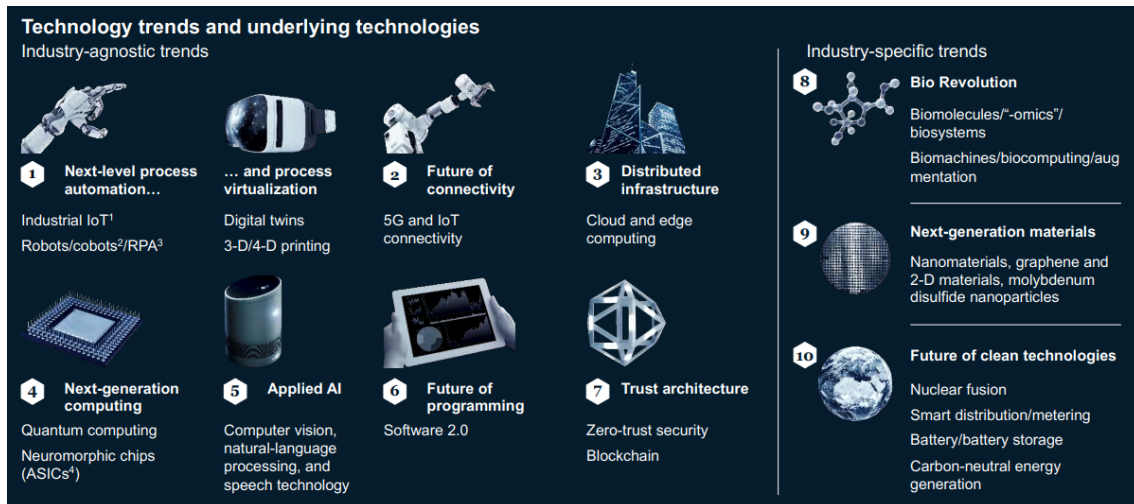 Technology trends and underlying technologies
Industry-agnostic trends
1
Next-level process
automation…
Industrial IoT¹
Robots/cobots²/RPA³
… and process
virtualization
Digital twins
3-D/4-D printing
2
Future of
connectivity
5G and IoT
connectivity
3
Distributed
infrastructure
Cloud and edge
computing
4
Next-generation
computing
Quantum computing
Neuromorphic chips
(ASICs⁴)
5
Applied AI
Computer vision,
natural-language
processing, and
speech technology
6
Future of
programming
Software 2.0
7
Trust architecture
Zero-trust security
Blockchain
Industry-specific trends
8
Bio Revolution
Biomolecules/“-omics”/
biosystems
Biomachines/biocomputing/aug
mentation
9
Next-generation materials
Nanomaterials, graphene and
2-D materials, molybdenum
disulfide nanoparticles
10
Future of clean technologies
Nuclear fusion
Smart distribution/metering
Battery/battery storage
Carbon-neutral energy
generation